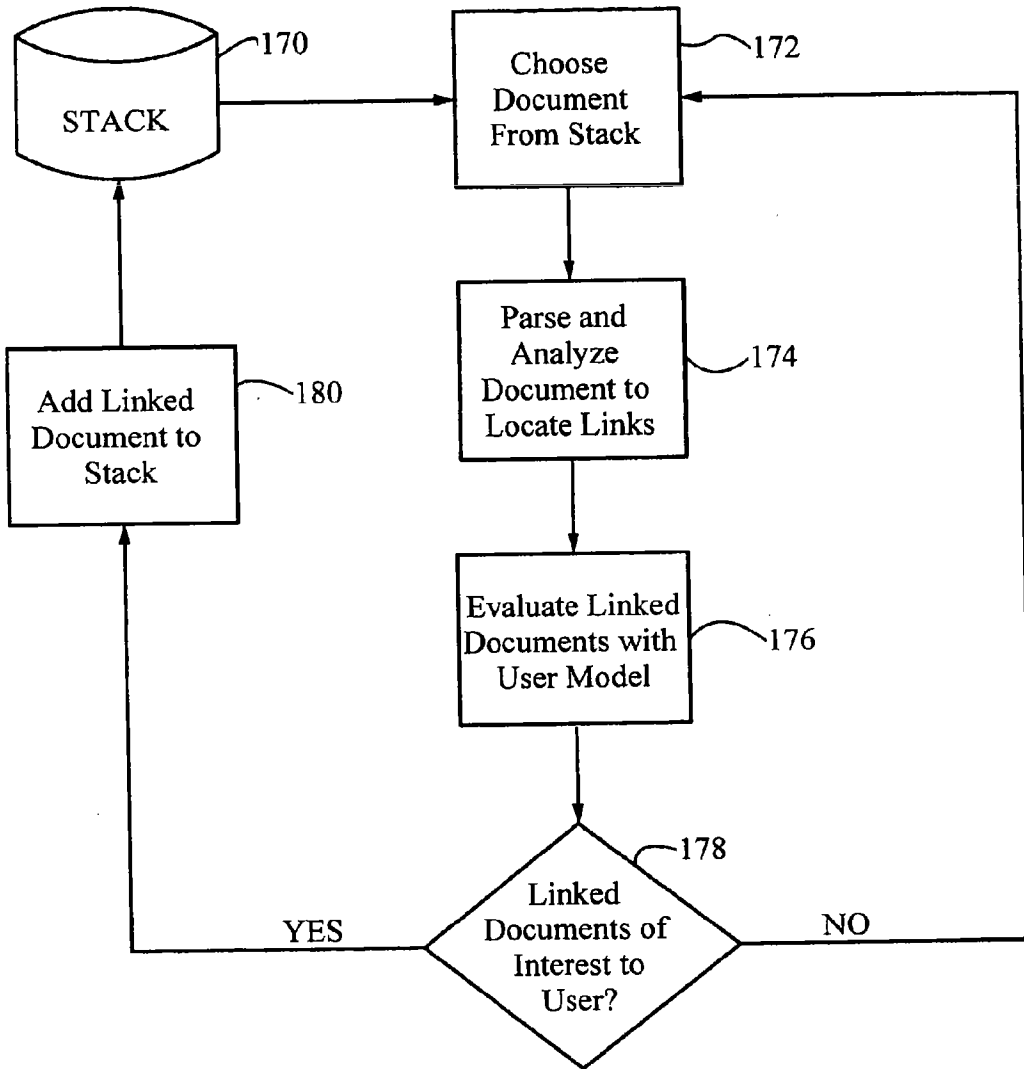 170
STACK
172
Choose
Document
From Stack
Parse and
Analyze
Document to
Locate Links
174
Add Linked
Document to
Stack
180
Evaluate Linked
Documents with
User Model
176
178
Linked
Documents of
Interest to
User?
YES
NO